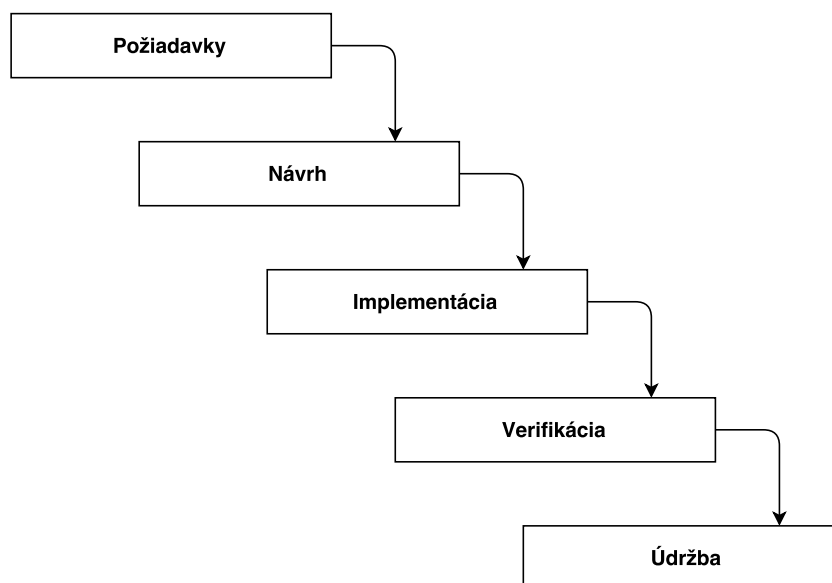 Požiadavky
Návrh
Implementácia
Verifikácia
Údržba